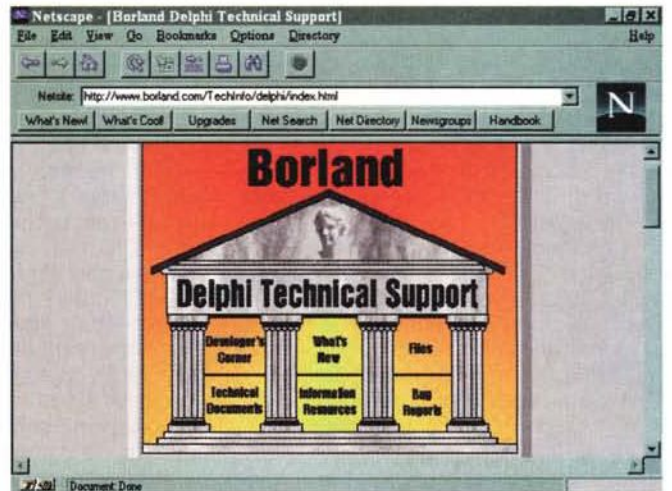 Netscape - [Borland Delphi Technical Support]
File Edit View Go Bookmarks Options Directory Help
Netsite: http://www.borland.com/TechInfo/delphi/index.html
What's New! What's Cool! Upgrades Net Search Net Directory Newsgroups Handbook
N
Borland
Delphi Technical Support
Developer's Corner
What's New
Files
Technical Documents
Information Resources
Bug Reports
Document: Done